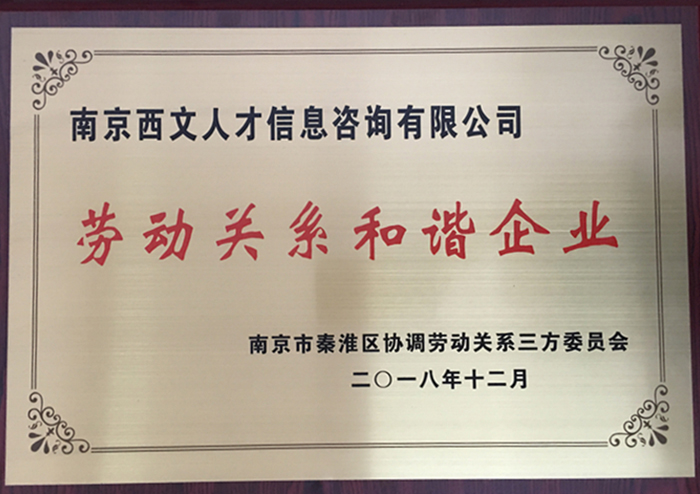 南京西文人才信息咨询有限公司
劳动关系和谐企业
南京市秦淮区协调劳动关系三方委员会
二〇一八年十二月